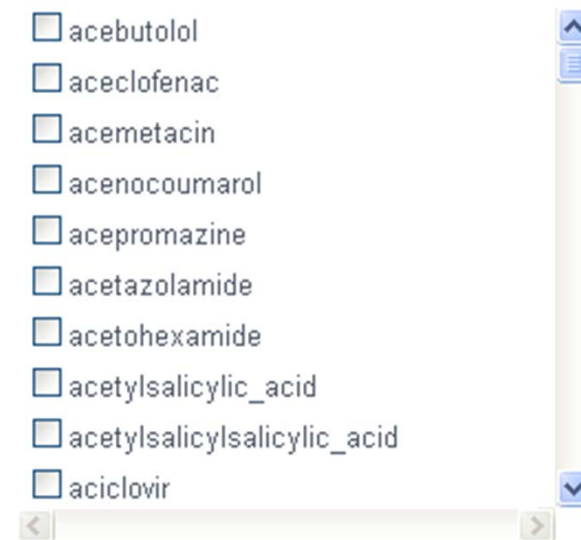 acebutolol
aceclofenac
acemetacin
acenocoumarol
acepromazine
acetazolamide
acetohexamide
acetylsalicylic_acid
acetylsalicylsalicylic_acid
aciclovir